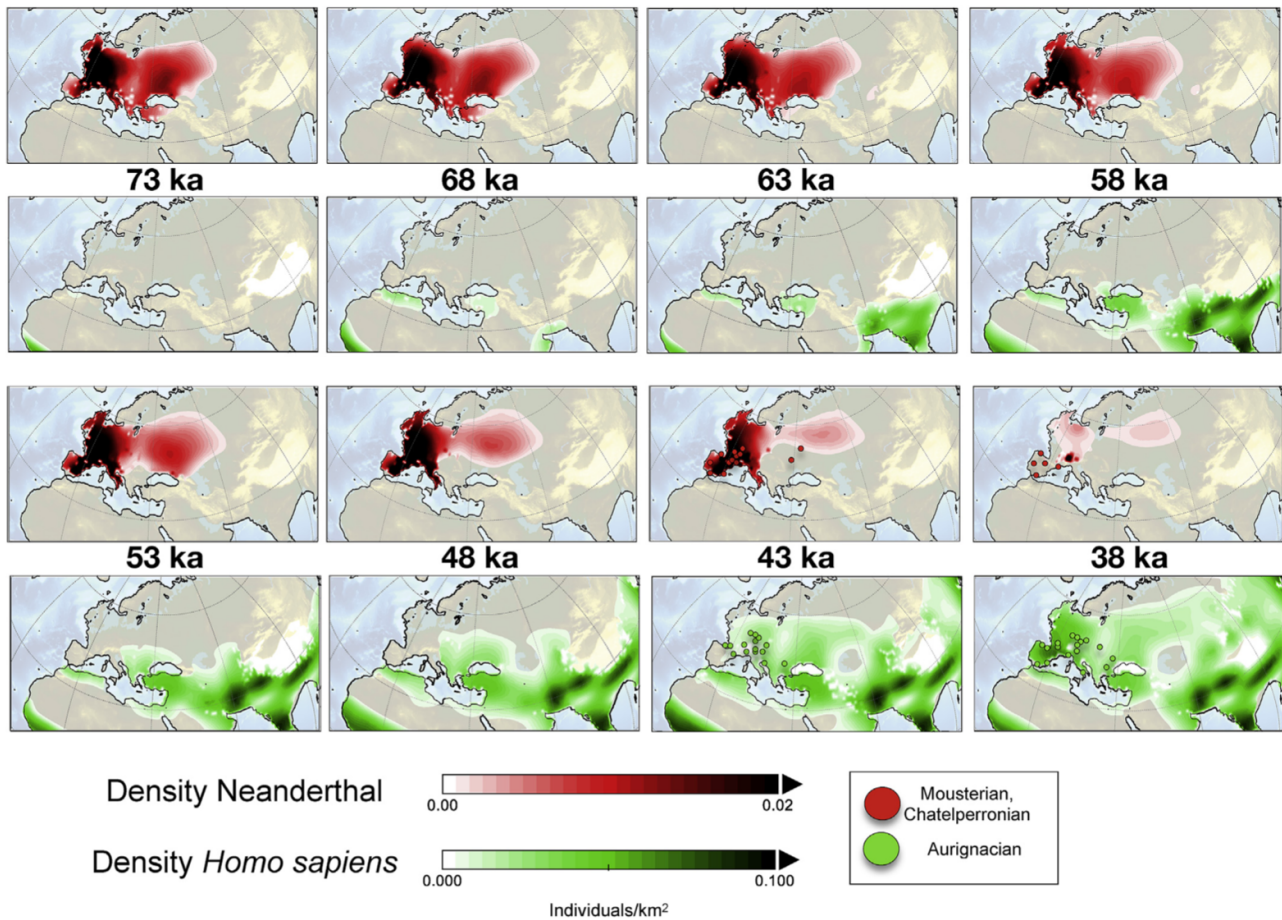 73 ka
68 ka
63 ka
58 ka
53 ka
48 ka
43 ka
38 ka
Density Neanderthal
0.00
0.02
Density Homo sapiens
0.000
0.100
Individuals/km²
Mousterian,
Chatelperronian
Aurignacian